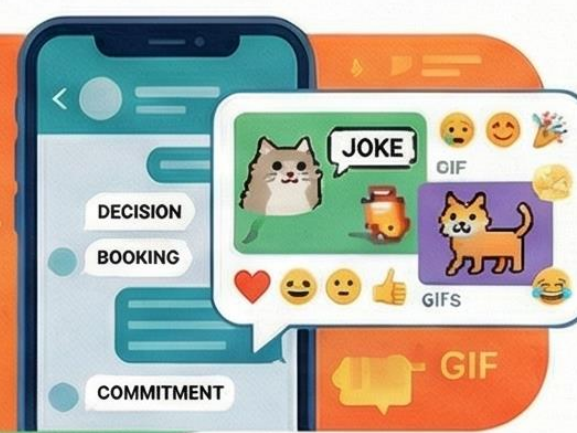 JOKE
GIF
DECISION
BOOKING
GIFS
GIF
COMMITMENT